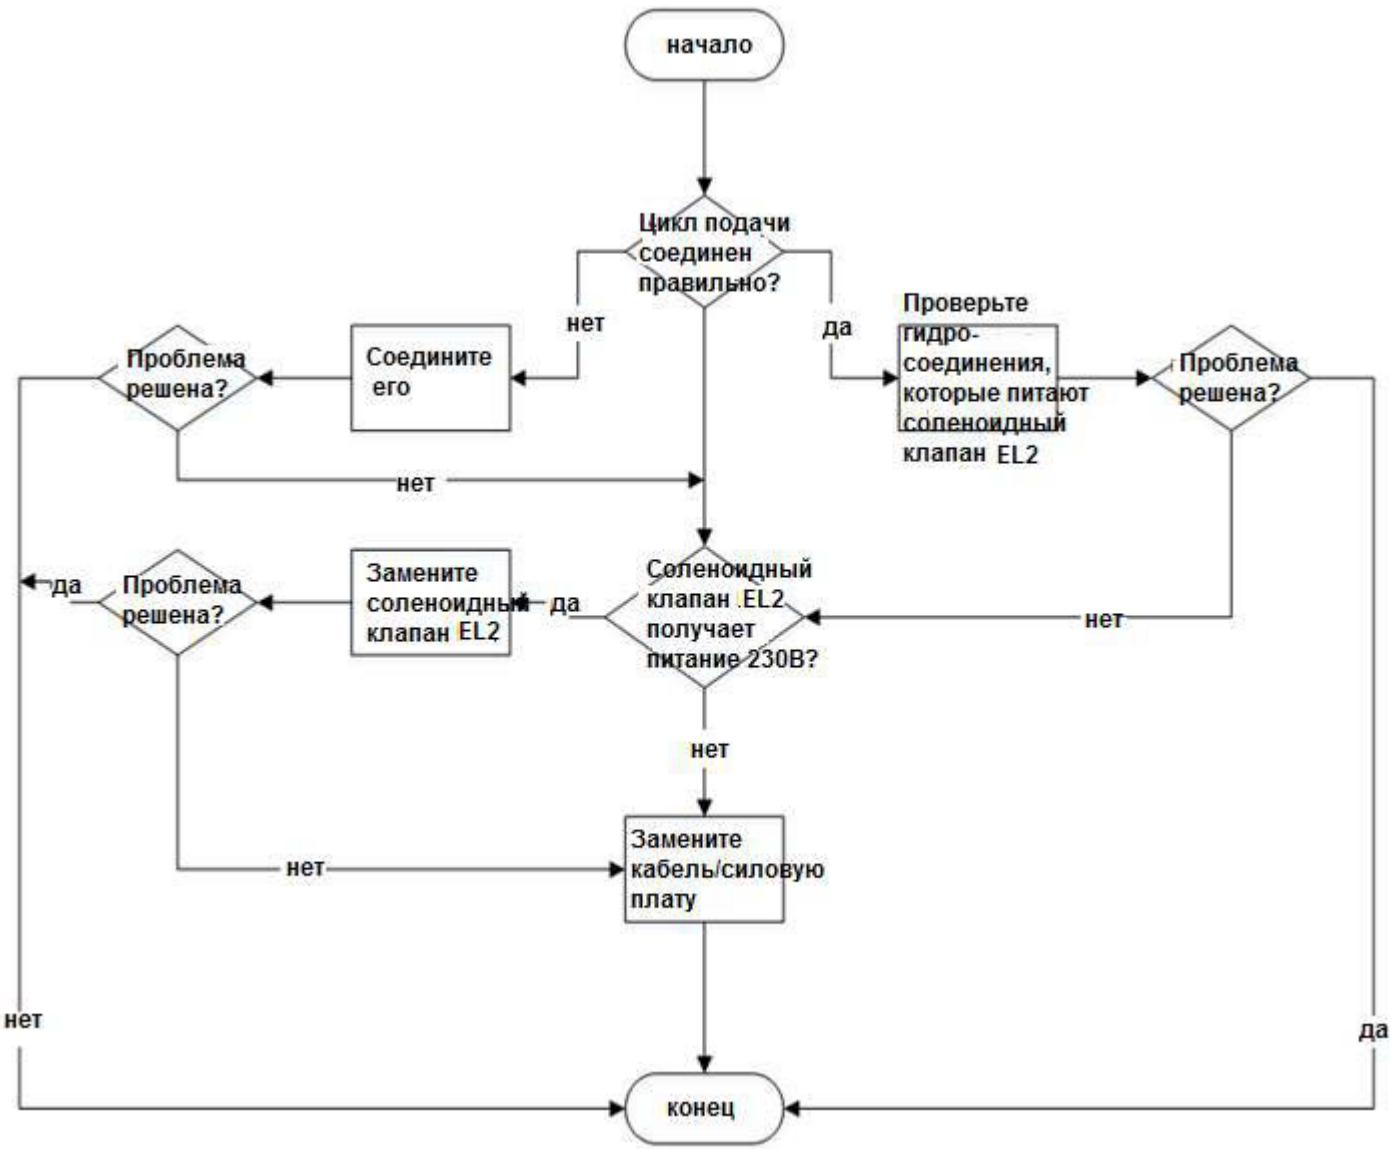 начало
Цикл подачи
соединен
правильно?
нет
да
Проблема
решена?
Соедините
его
Проверьте
гидро-
соединения,
которые питают
соленоидный
клапан EL2
Проблема
решена?
нет
да
Проблема
решена?
Замените
соленоидный
клапан EL2
да
Соленоидный
клапан EL2
получает
питание 230В?
нет
нет
Замените
кабель/силовую
плату
нет
нет
да
конец